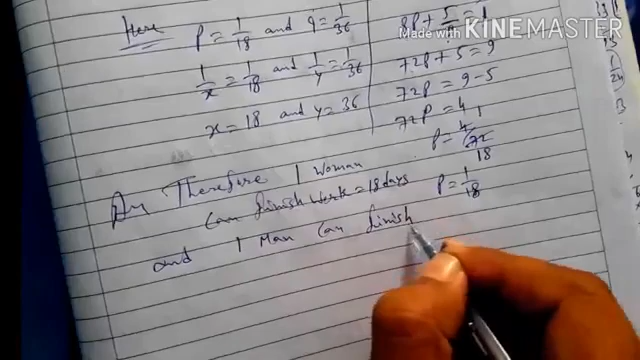 Made with KINEMASTER
Here p = 1/18 and q = 1/36
1/x = 1/18 and 1/y = 1/36
x = 18 and y = 36
8p + 5/9 = 1
72p + 5 = 9
72p = 9 - 5
72p = 4
p = 4/72
1
18
p = 1/18
Therefore 1 woman
can finish work = 18 days
and 1 Man can finish